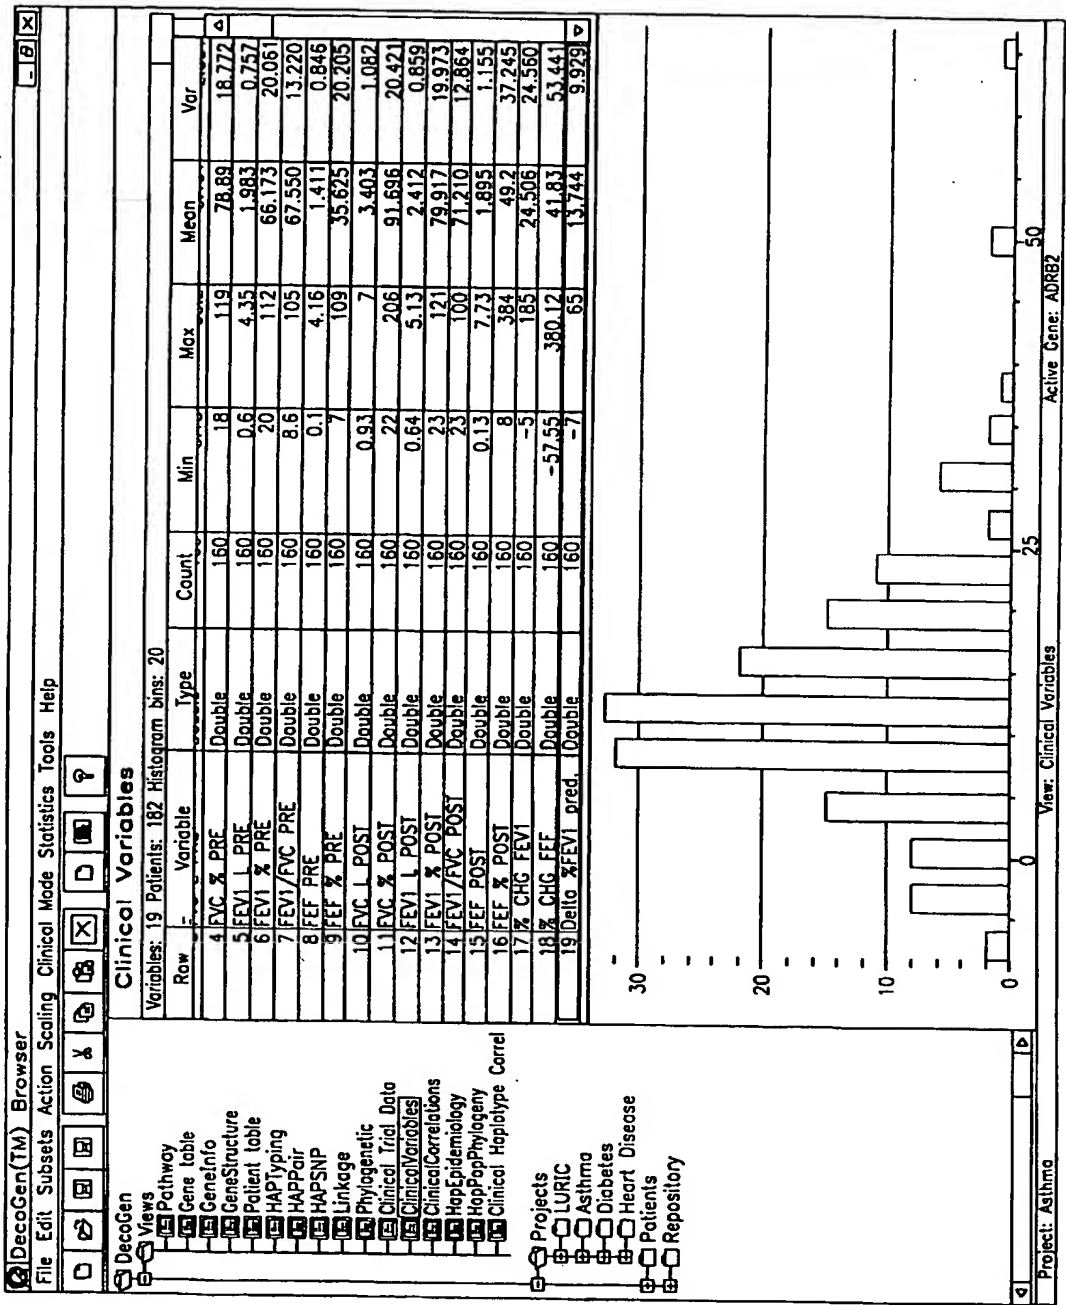 DecoGen(TM) Browser
File Edit Subsets Action Scaling Clinical Mode Statistics Tools Help
DecoGen
Views
Pathway
Gene table
GeneInfo
GeneStructure
Patient table
HAPTyping
HAPPair
HAPSNP
Linkage
Phylogenetic
Clinical Trial Data
ClinicalVariables
ClinicalCorrelations
HapEpidemiology
HapPopPhylogeny
Clinical Haplotype Correl
Projects
LURIC
Asthma
Diabetes
Heart Disease
Patients
Repository
Clinical Variables
Variables: 19 Patients: 182 Histogram bins: 20
Row Variable Type Count Min Max Mean Var
4 FVC % PRE Double 160 18 119 78.89 18.772
5 FEV1 L PRE Double 160 0.6 4.35 1.983 0.757
6 FEV1 % PRE Double 160 20 112 66.173 20.061
7 FEV1/FVC PRE Double 160 8.6 105 67.550 13.220
8 FEF PRE Double 160 0.1 4.16 1.411 0.846
9 FEF % PRE Double 160 7 109 35.625 20.205
10 FVC L POST Double 160 0.93 7 3.403 1.082
11 FVC % POST Double 160 22 206 91.696 20.421
12 FEV1 L POST Double 160 0.64 5.13 2.412 0.859
13 FEV1 % POST Double 160 23 121 79.917 19.973
14 FEV1/FVC POST Double 160 23 100 71.210 12.864
15 FEF POST Double 160 0.13 7.73 1.895 1.155
16 FEF % POST Double 160 8 384 49.2 37.245
17 % CHG FEV1 Double 160 -5 185 24.506 24.560
18 % CHG FEF Double 160 -57.55 380.12 41.83 53.441
19 Delta %FEV1 pred. Double 160 -7 65 13.744 9.929
30
20
10
0
0 25 50
Project: Asthma View: Clinical Variables Active Gene: ADRB2